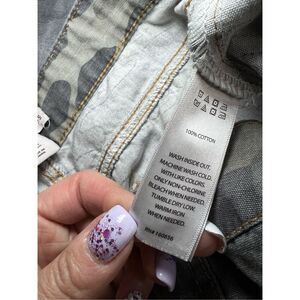 100% COTTON
WASH INSIDE OUT.
MACHINE WASH COLD.
WITH LIKE COLORS.
ONLY NON-CHLORINE
BLEACH WHEN NEEDED.
TUMBLE DRY LOW.
WARM IRON
WHEN NEEDED.